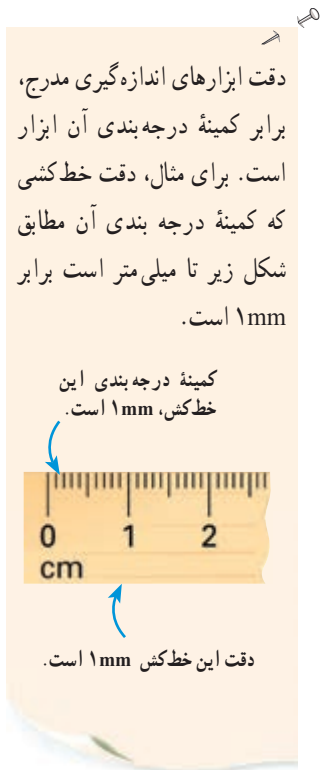 دقت ابزارهای اندازه‌گیری مدرج،
برابر کمینهٔ درجه‌بندی آن ابزار
است. برای مثال، دقت خط‌کشی
که کمینهٔ درجه بندی آن مطابق
شکل زیر تا میلی‌متر است برابر
۱mm است.
کمینهٔ درجه‌بندی این
خط‌کش، ۱mm است.
0 1 2
cm
دقت این خط‌کش ۱mm است.